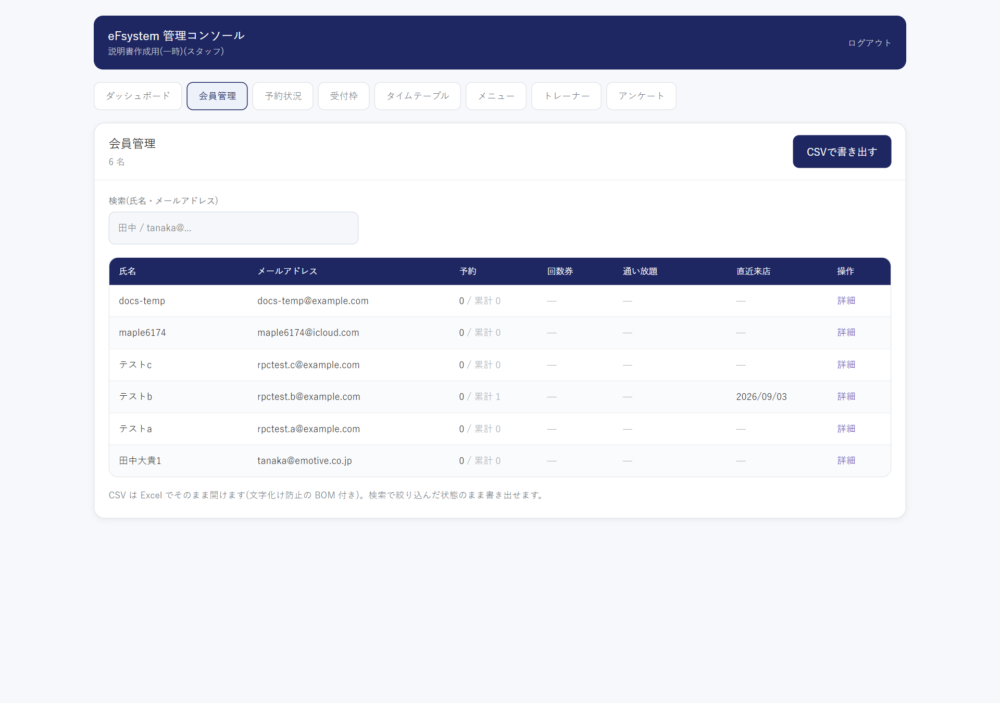 eFsystem 管理コンソール
説明書作成用(一時)(スタッフ)
ログアウト
ダッシュボード 会員管理 予約状況 受付枠 タイムテーブル メニュー トレーナー アンケート
会員管理
6 名
CSVで書き出す
検索(氏名・メールアドレス)
田中 / tanaka@...
氏名 メールアドレス 予約 回数券 通い放題 直近来店 操作
docs-temp docs-temp@example.com 0 / 累計 0 — — — 詳細
maple6174 maple6174@icloud.com 0 / 累計 0 — — — 詳細
テストc rpctest.c@example.com 0 / 累計 0 — — — 詳細
テストb rpctest.b@example.com 0 / 累計 1 — — 2026/09/03 詳細
テストa rpctest.a@example.com 0 / 累計 0 — — — 詳細
田中大貴1 tanaka@emotive.co.jp 0 / 累計 0 — — — 詳細
CSV は Excel でそのまま開けます(文字化け防止の BOM 付き)。検索で絞り込んだ状態のまま書き出せます。